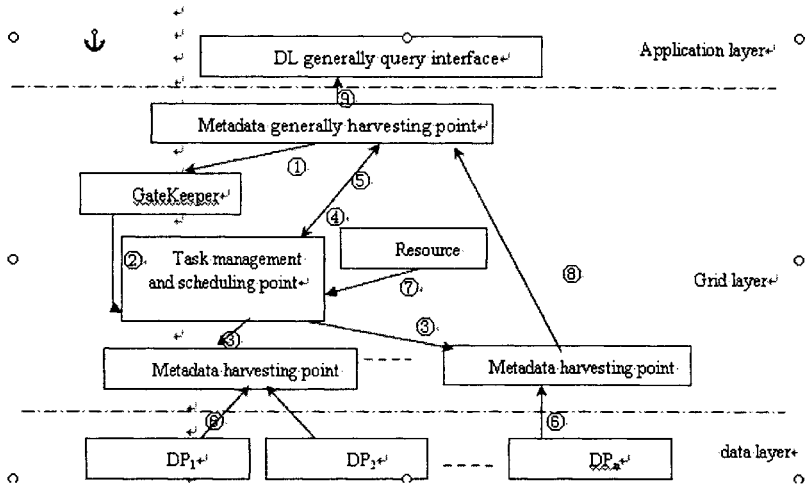 Application layer
DL generally query interface
⑨
Metadata generally harvesting point
①
⑤
GateKeeper
④
②
Task management
and scheduling point
Resource
⑦
⑧
Grid layer
③
③
Metadata harvesting point
Metadata harvesting point
⑥
⑥
DP1
DP2
DPn
data layer